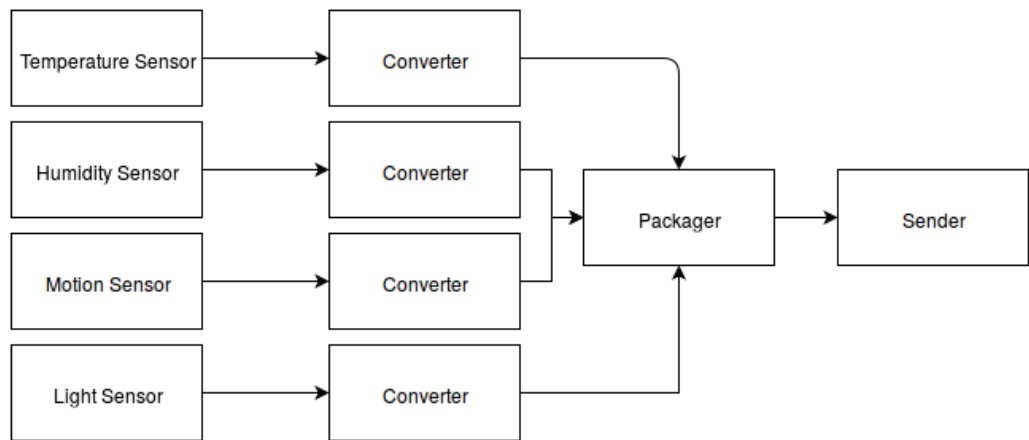 Temperature Sensor
Converter
Humidity Sensor
Converter
Packager
Sender
Motion Sensor
Converter
Light Sensor
Converter